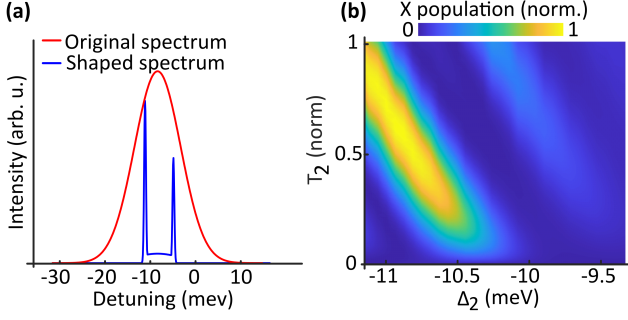 (a)
Original spectrum
Shaped spectrum
Intensity (arb. u.)
-30 -20 -10 0 10
Detuning (mev)
(b)
X population (norm.)
0 1
T2 (norm)
1
0.5
0
-11 -10.5 -10 -9.5
Δ2 (meV)